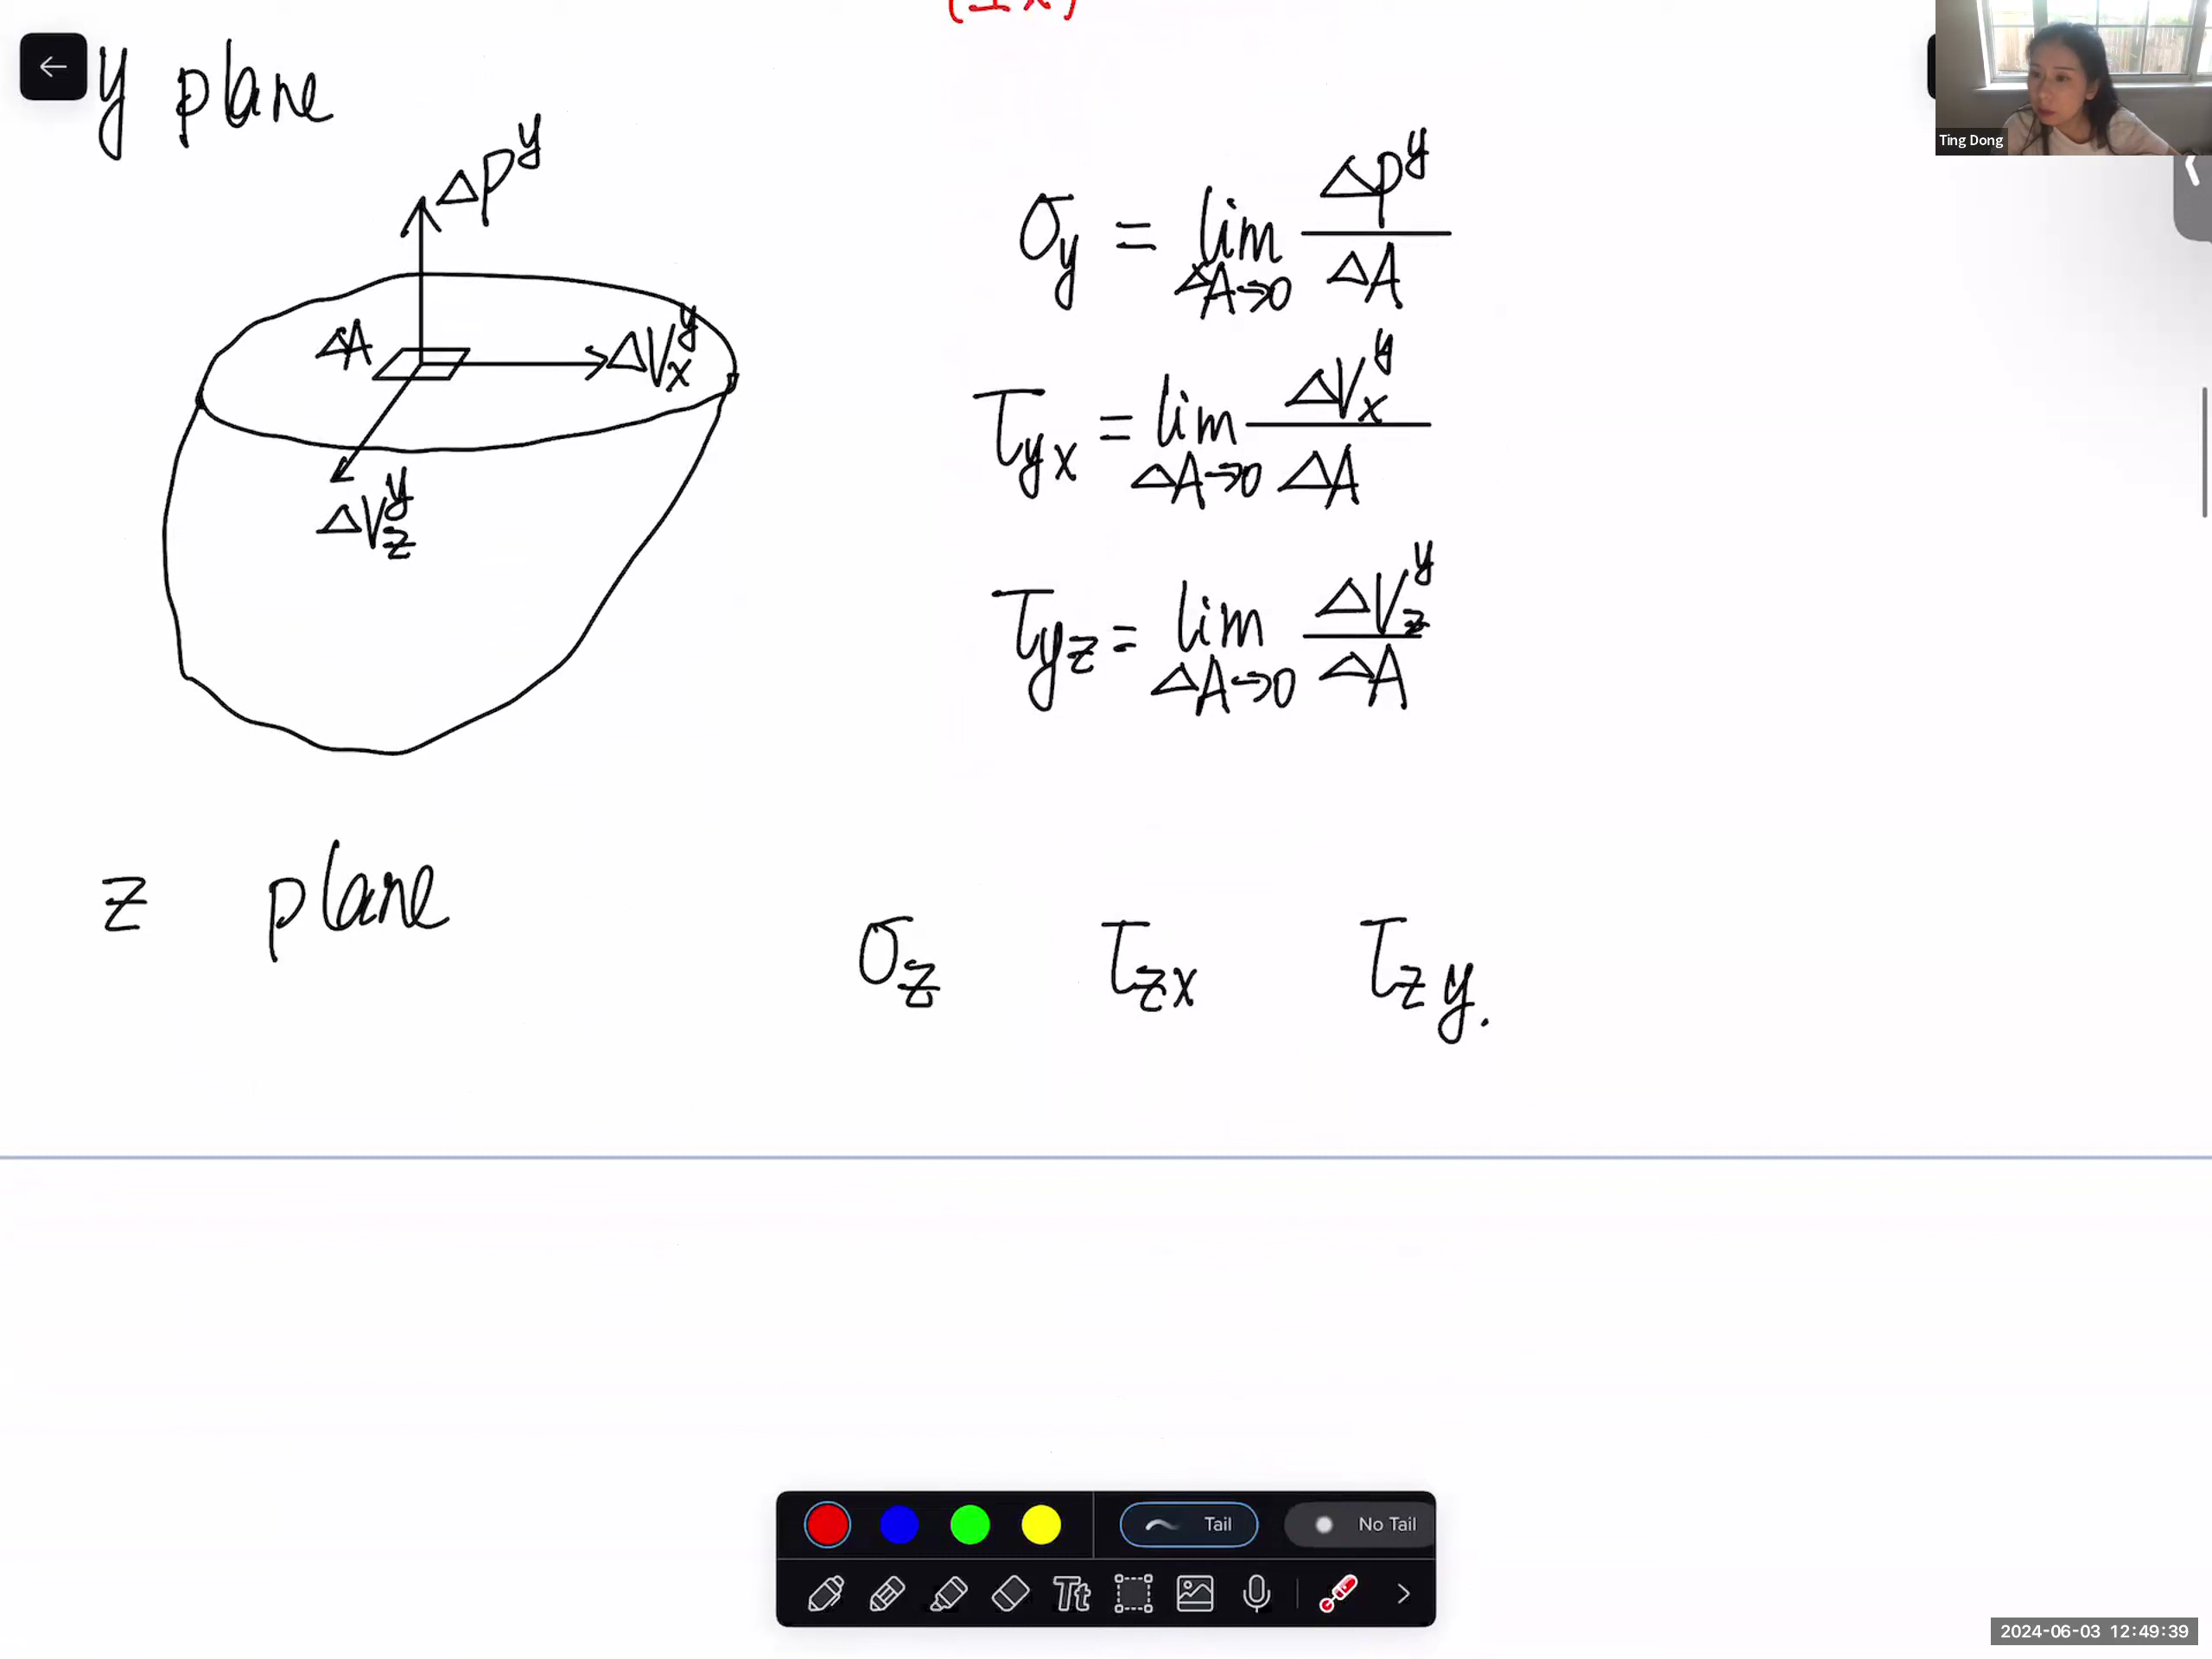 y plane
Ting Dong
ΔP^y
σ_y = lim_{ΔA→0} ΔP^y / ΔA
ΔA
ΔV_x^y
τ_yx = lim_{ΔA→0} ΔV_x^y / ΔA
ΔV_z^y
τ_yz = lim_{ΔA→0} ΔV_z^y / ΔA
z plane
σ_z τ_zx τ_zy.
Tail No Tail
Tt
2024-06-03 12:49:39